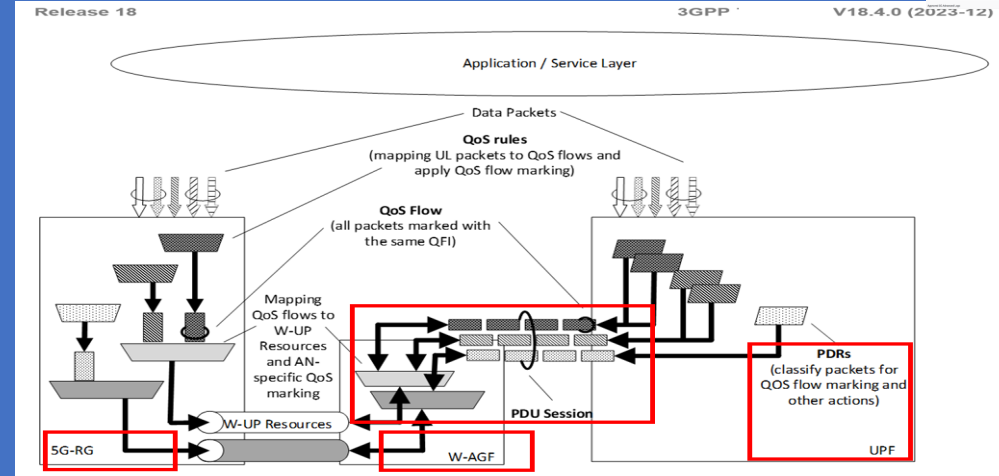 Release 18
3GPP
V18.4.0 (2023-12)
Application / Service Layer
Data Packets
QoS rules
(mapping UL packets to QoS flows and
apply QoS flow marking)
QoS Flow
(all packets marked with
the same QFI)
Mapping
QoS flows to
W-UP
Resources
and AN-
specific QoS
marking
PDRs
(classify packets for
QOS flow marking and
other actions)
PDU Session
W-UP Resources
5G-RG
W-AGF
UPF